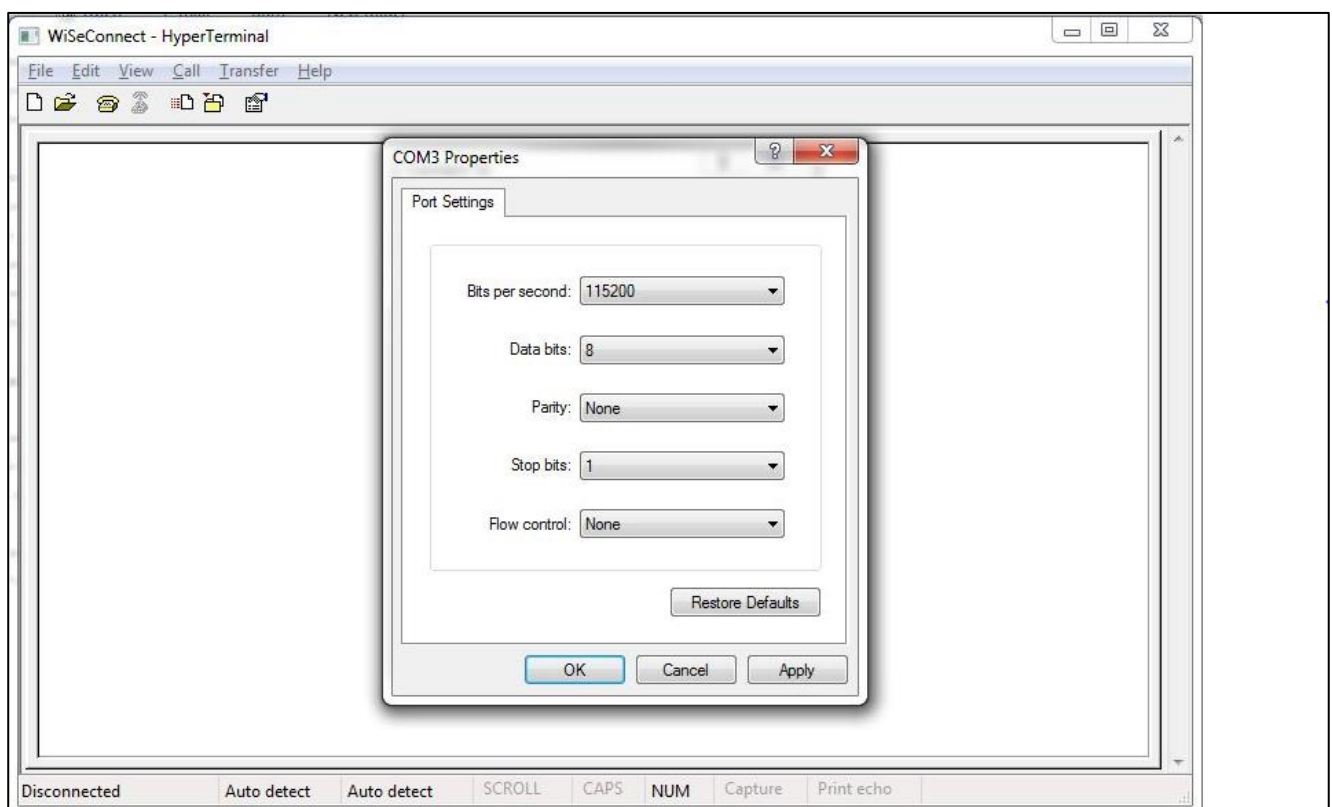 WiSeConnect - HyperTerminal
File Edit View Call Transfer Help
COM3 Properties
Port Settings
Bits per second: 115200
Data bits: 8
Parity: None
Stop bits: 1
Flow control: None
Restore Defaults
OK Cancel Apply
Disconnected Auto detect Auto detect SCROLL CAPS NUM Capture Print echo